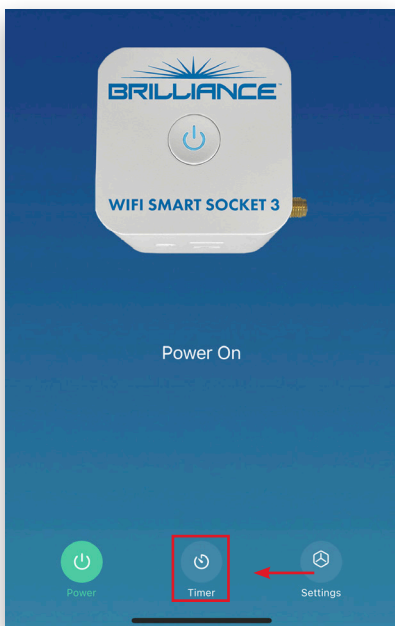 BRILLIANCE
WIFI SMART SOCKET 3
Power On
Power
Timer
Settings